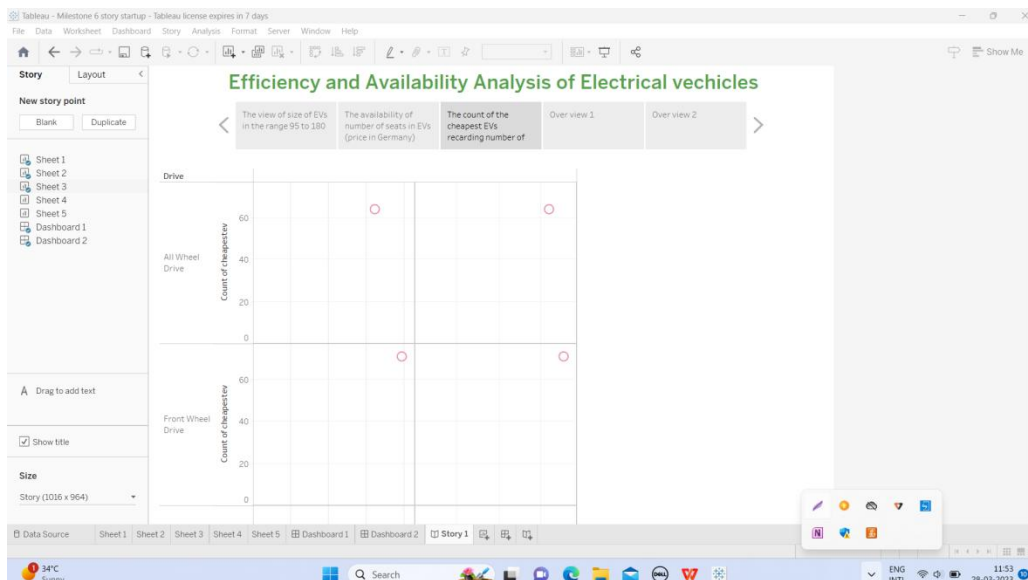 Tableau - Milestone 6 story startup - Tableau license expires in 7 days
File Data Worksheet Dashboard Story Analysis Format Server Window Help
Show Me
Story Layout
New story point
Blank Duplicate
Sheet 1
Sheet 2
Sheet 3
Sheet 4
Sheet 5
Dashboard 1
Dashboard 2
A Drag to add text
Show title
Size
Story (1016 x 964)
Efficiency and Availability Analysis of Electrical vechicles
The view of size of EVs
in the range 95 to 180
The availability of
number of seats in EVs
(price in Germany)
The count of the
cheapest EVs
recarding number of
Over view 1
Over view 2
Drive
All Wheel
Drive
Count of cheapestev
60
40
20
0
Front Wheel
Drive
Count of cheapestev
60
40
20
0
Data Source Sheet 1 Sheet 2 Sheet 3 Sheet 4 Sheet 5 Dashboard 1 Dashboard 2 Story 1
1
34°C
Sunny
Search
DELL
N
ENG
INTL
11:53
28-03-2023